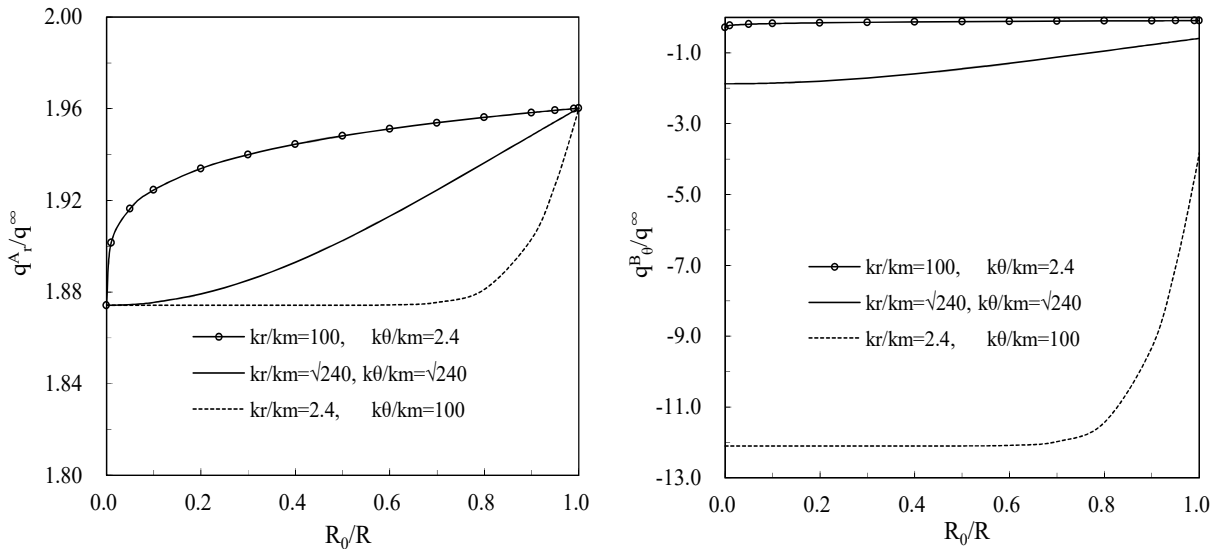 2.00
1.96
1.92
1.88
1.84
1.80
qᴬᵣ/q∞
kr/km=100, kθ/km=2.4
kr/km=√240, kθ/km=√240
kr/km=2.4, kθ/km=100
0.0 0.2 0.4 0.6 0.8 1.0
R₀/R
-1.0
-3.0
-5.0
-7.0
-9.0
-11.0
-13.0
qᴮ_θ/q∞
kr/km=100, kθ/km=2.4
kr/km=√240, kθ/km=√240
kr/km=2.4, kθ/km=100
0.0 0.2 0.4 0.6 0.8 1.0
R₀/R